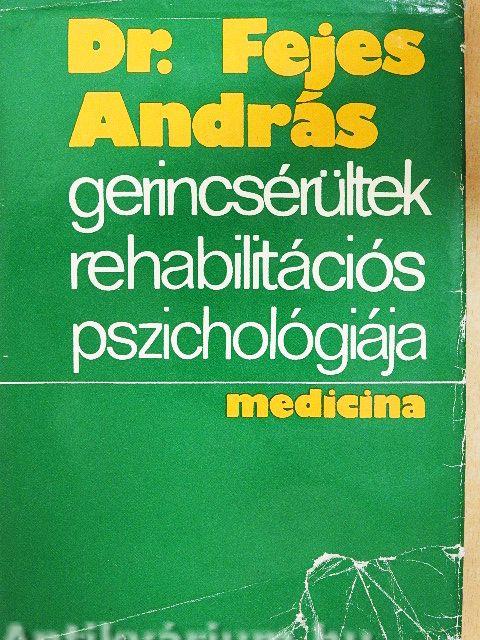 Dr. Fejes
András
gerincsérültek
rehabilitációs
pszichológiája
medicina